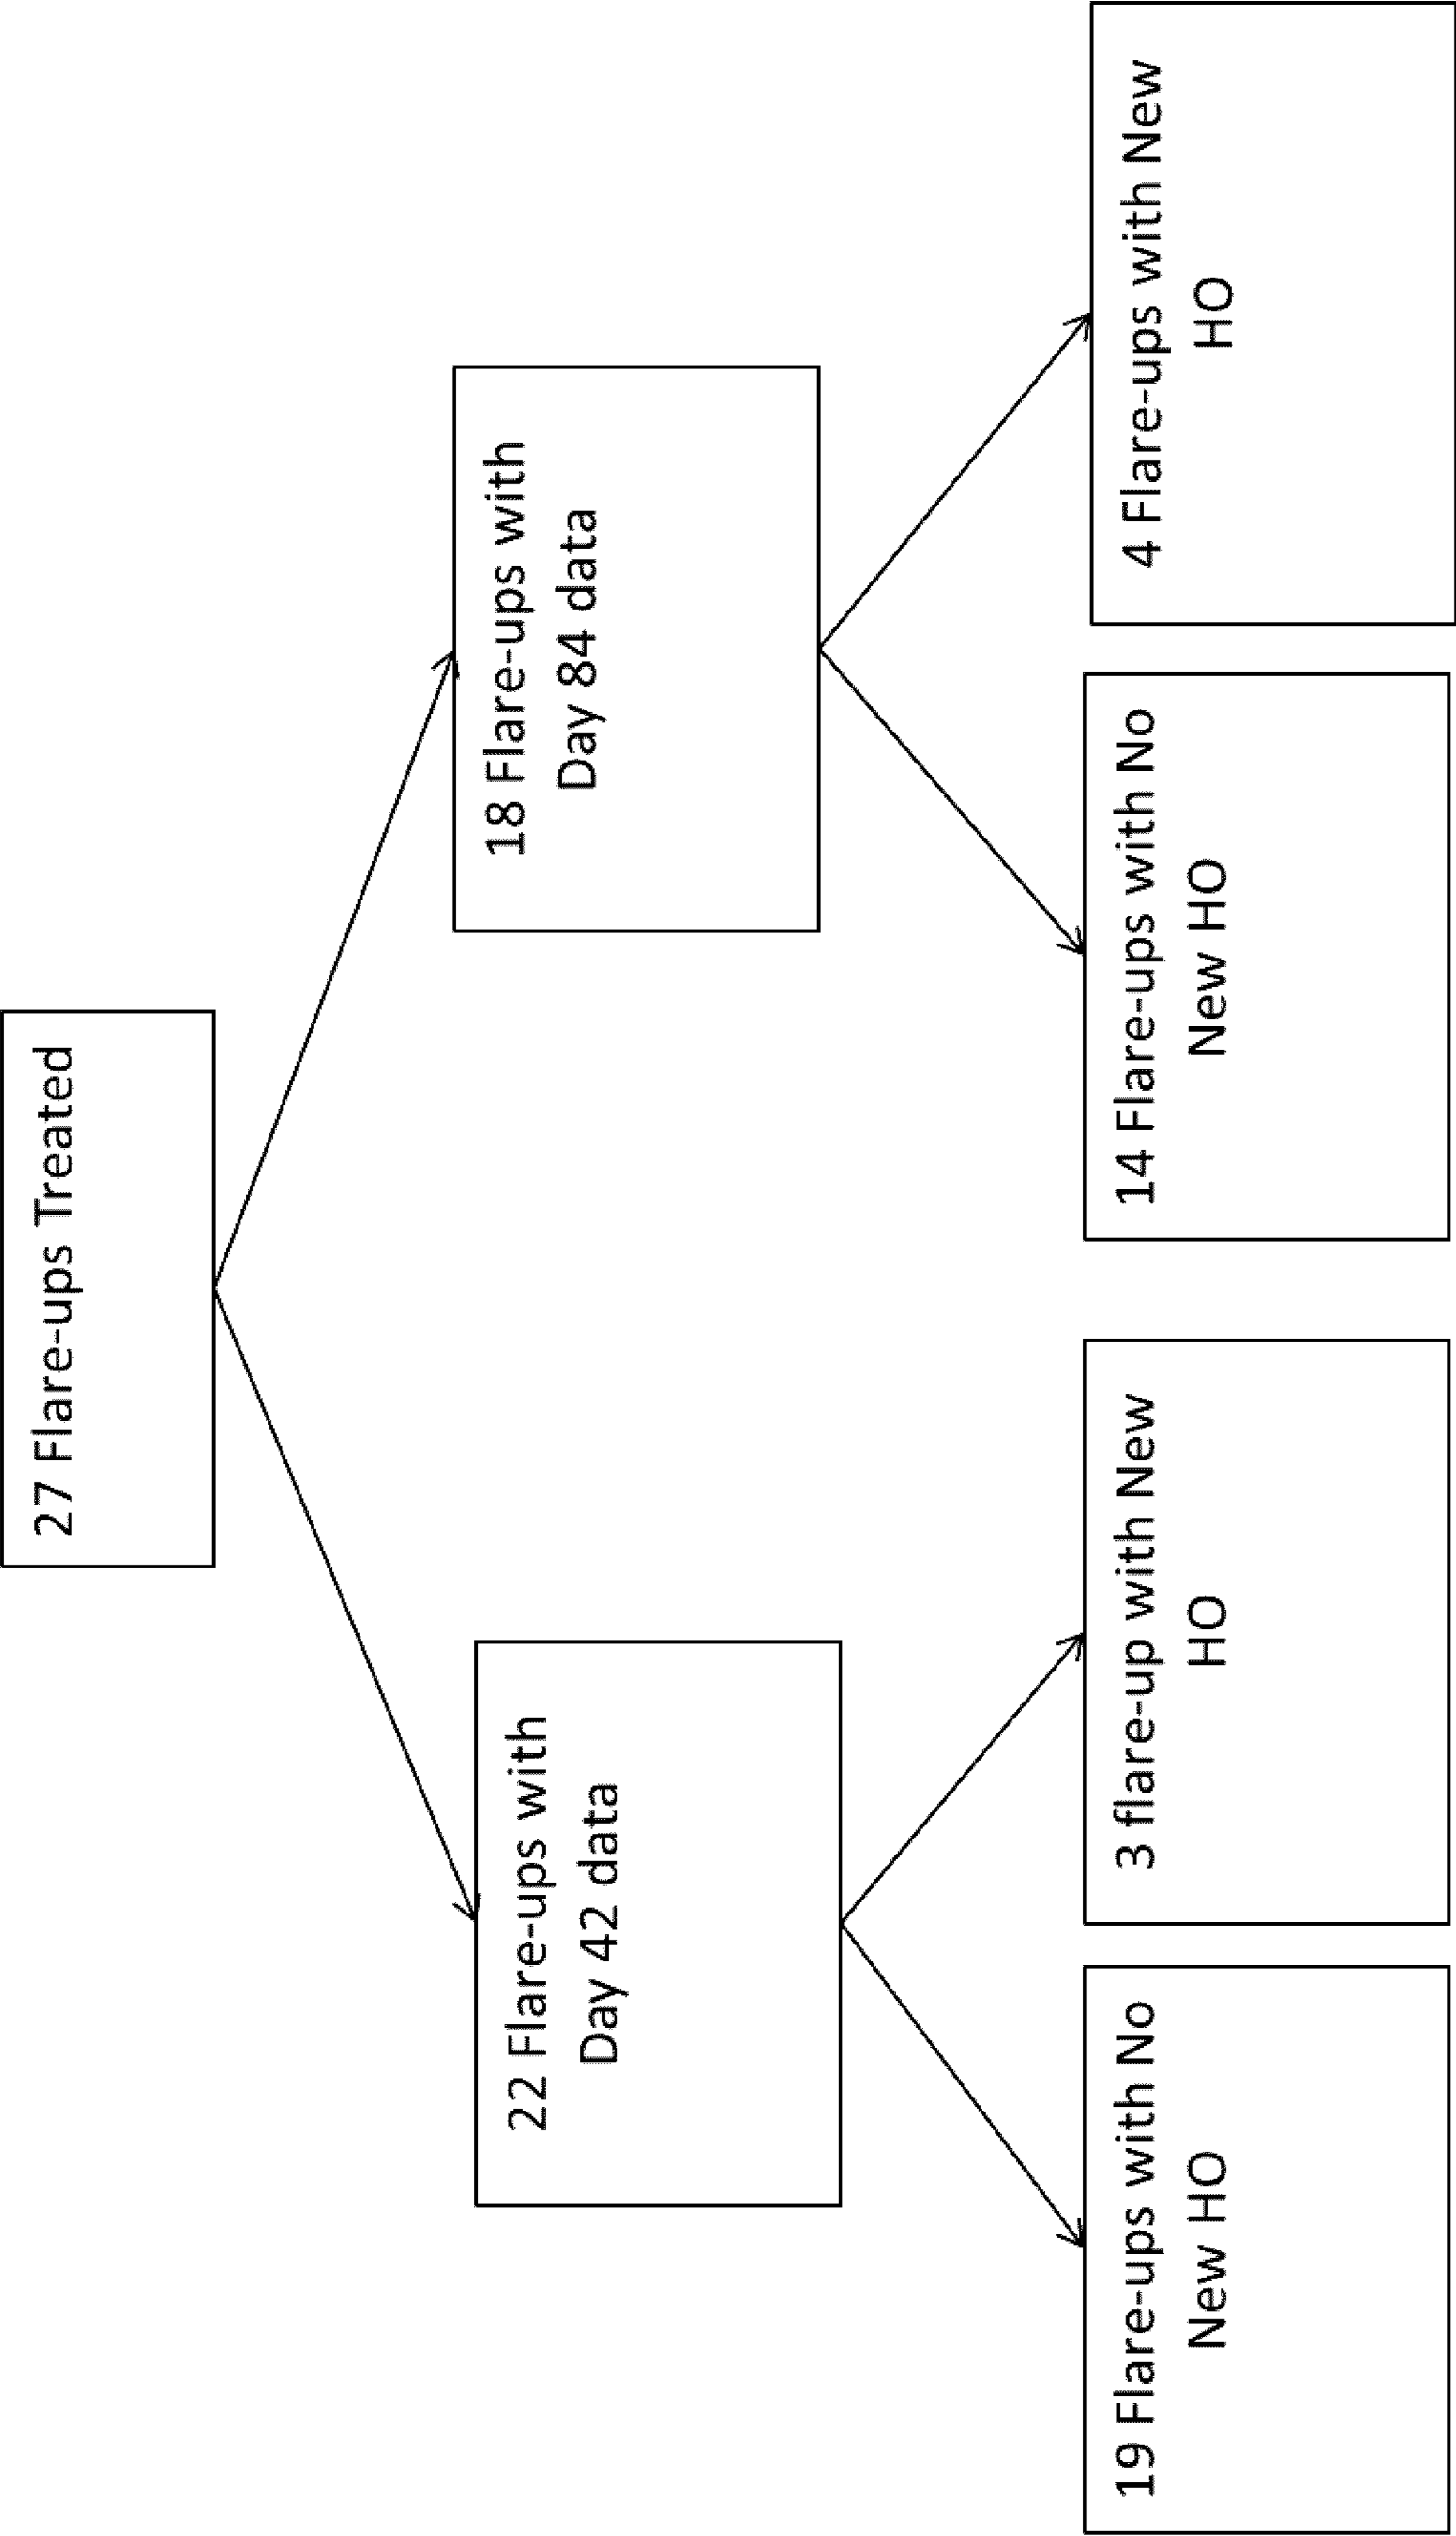 27 Flare-ups Treated
22 Flare-ups with
Day 42 data
18 Flare-ups with
Day 84 data
19 Flare-ups with No
New HO
3 flare-up with New
HO
14 Flare-ups with No
New HO
4 Flare-ups with New
HO